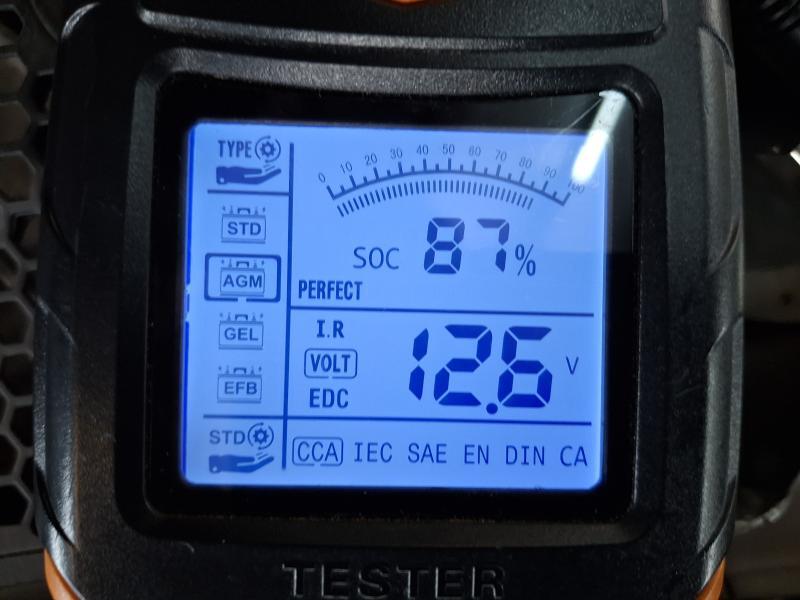 TYPE
STD
AGM
GEL
EFB
STD
0 10 20 30 40 50 60 70 80 90 100
SOC 87%
PERFECT
I.R
VOLT
EDC
12.6 V
CCA IEC SAE EN DIN CA
TESTER